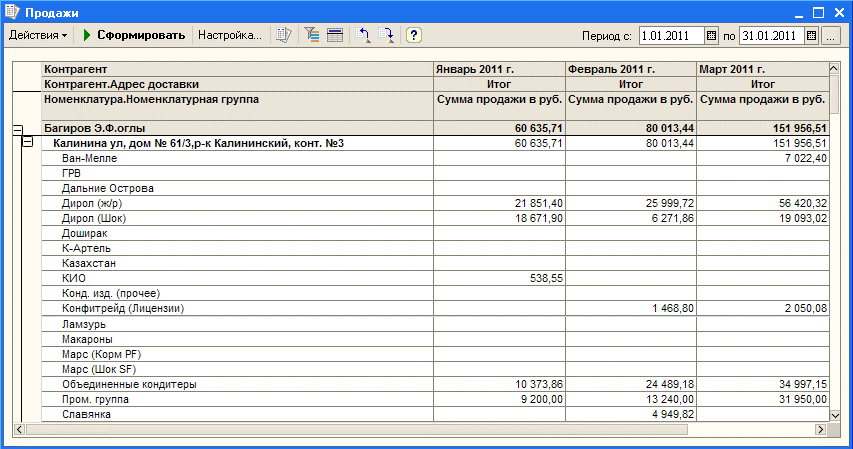 Продажи
Действия Сформировать Настройка... ? Период с: 1.01.2011 по 31.01.2011 ...
Контрагент Январь 2011 г. Февраль 2011 г. Март 2011 г.
Контрагент.Адрес доставки Итог Итог Итог
Номенклатура.Номенклатурная группа Сумма продажи в руб. Сумма продажи в руб. Сумма продажи в руб.
Багиров Э.Ф.оглы 60 635,71 80 013,44 151 956,51
Калинина ул, дом № 61/3,р-к Калининский, конт. №3 60 635,71 80 013,44 151 956,51
Ван-Мелле 7 022,40
ГРВ
Дальние Острова
Дирол (ж/р) 21 851,40 25 999,72 56 420,32
Дирол (Шок) 18 671,90 6 271,86 19 093,02
Доширак
К-Артель
Казахстан
КИО 538,55
Конд. изд. (прочее)
Конфитрейд (Лицензии) 1 468,80 2 050,08
Ламзурь
Макароны
Марс (Корм PF)
Марс (Шок SF)
Объединенные кондитеры 10 373,86 24 489,18 34 997,15
Пром. группа 9 200,00 13 240,00 31 950,00
Славянка 4 949,82